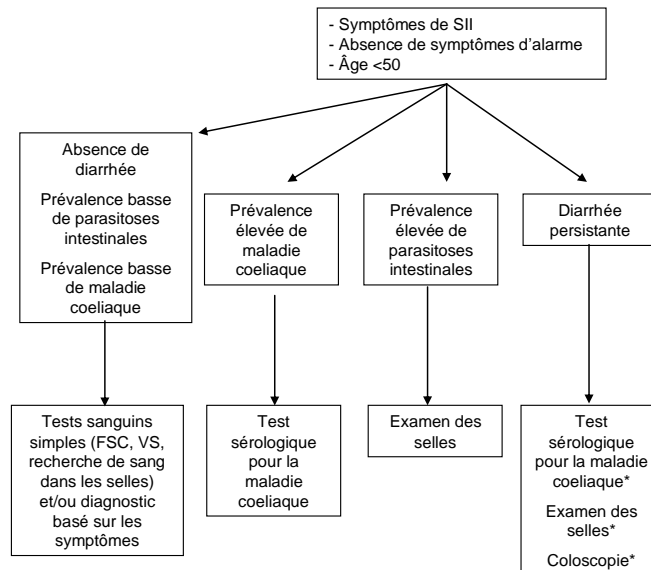 - Symptômes de SII
- Absence de symptômes d'alarme
- Âge <50
Absence de
diarrhée
Prévalence basse
de parasitoses
intestinales
Prévalence basse
de maladie
coeliaque
Prévalence
élevée de
maladie
coeliaque
Prévalence
élevée de
parasitoses
intestinales
Diarrhée
persistante
Tests sanguins
simples (FSC, VS,
recherche de sang
dans les selles)
et/ou diagnostic
basé sur les
symptômes
Test
sérologique
pour la
maladie
coeliaque
Examen des
selles
Test
sérologique
pour la maladie
coeliaque*
Examen des
selles*
Coloscopie*